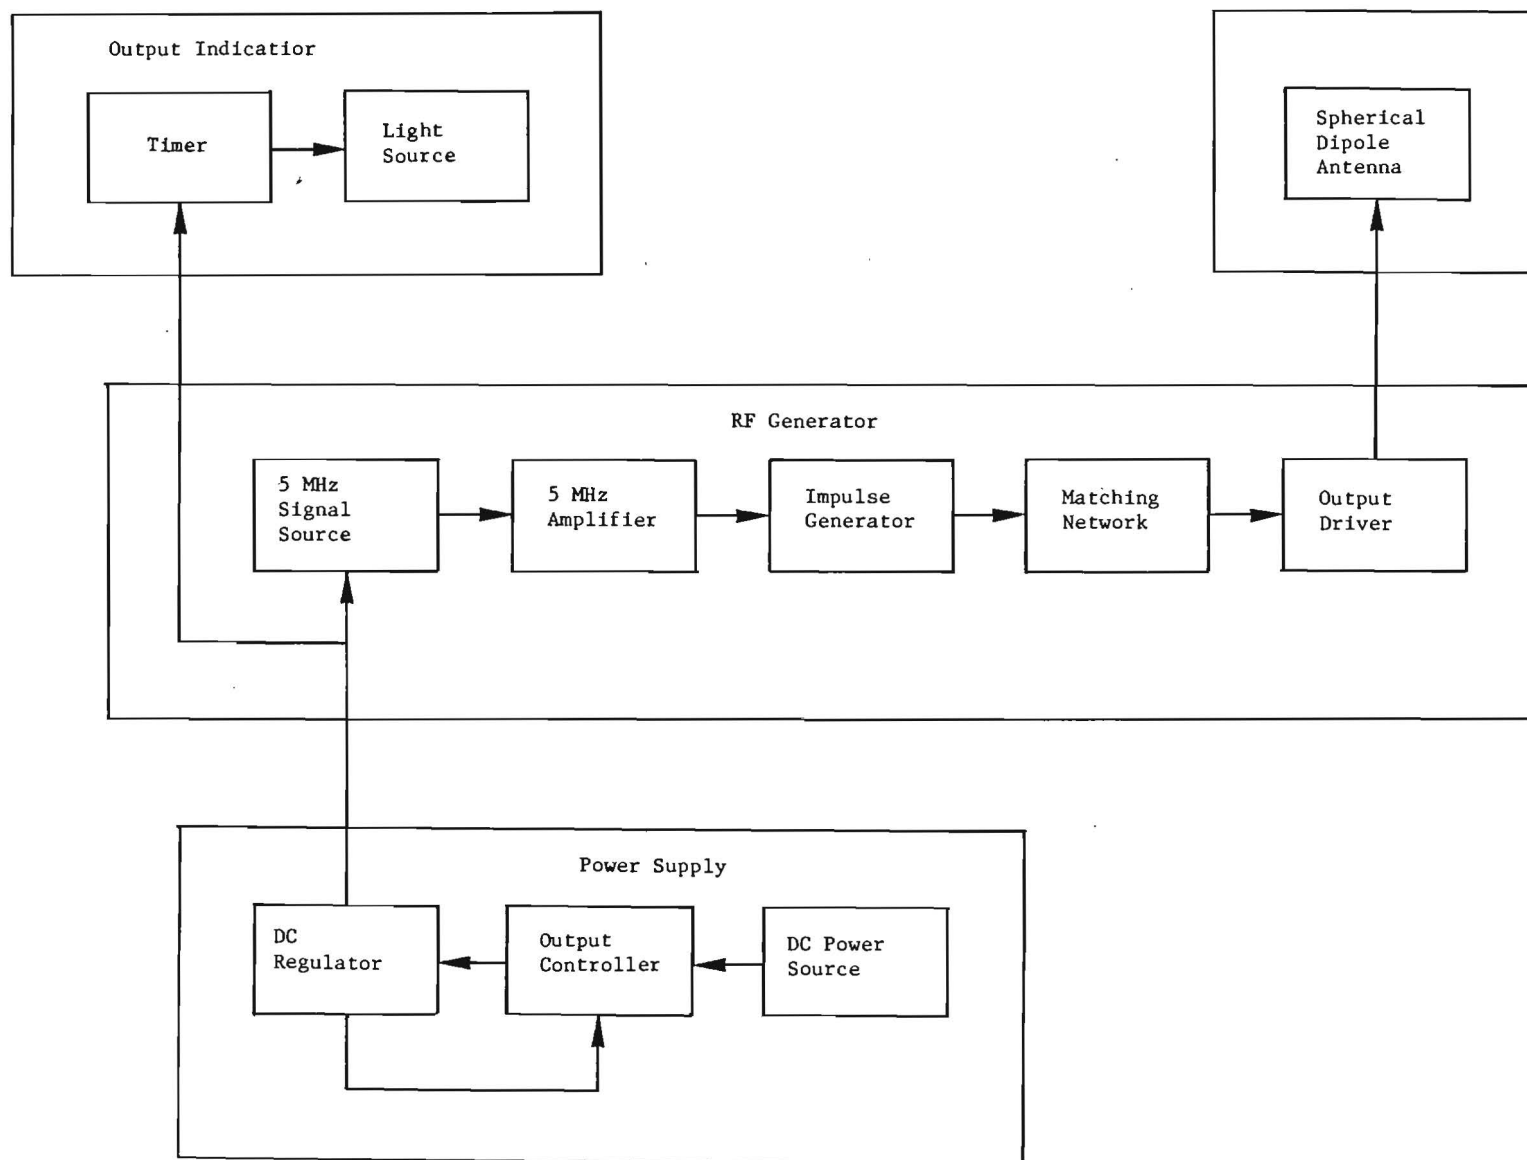 Output Indicatior
Timer
Light
Source
Spherical
Dipole
Antenna
RF Generator
5 MHz
Signal
Source
5 MHz
Amplifier
Impulse
Generator
Matching
Network
Output
Driver
Power Supply
DC
Regulator
Output
Controller
DC Power
Source